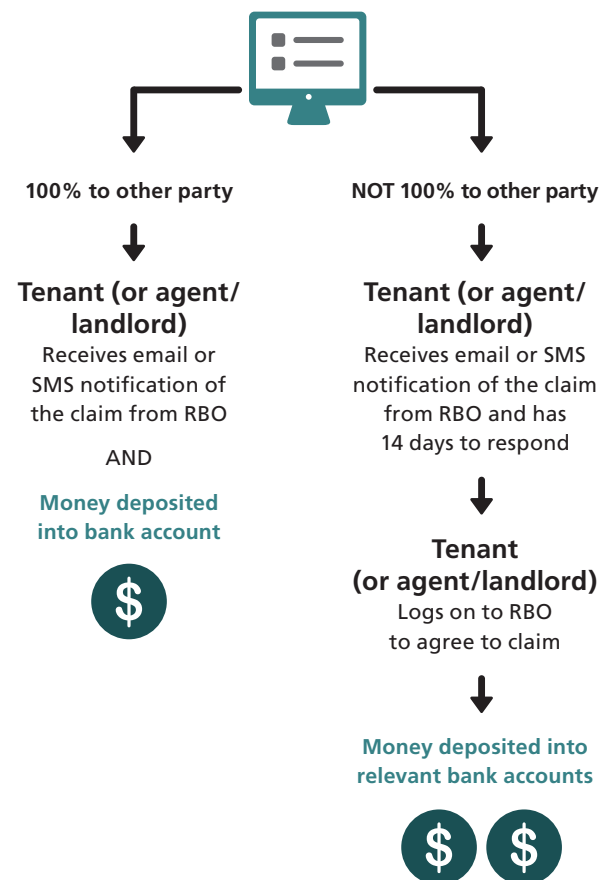 100% to other party
Tenant (or agent/
landlord)
Receives email or
SMS notification of
the claim from RBO
AND
Money deposited
into bank account
$
NOT 100% to other party
Tenant (or agent/
landlord)
Receives email or SMS
notification of the claim
from RBO and has
14 days to respond
Tenant
(or agent/landlord)
Logs on to RBO
to agree to claim
Money deposited into
relevant bank accounts
$ $